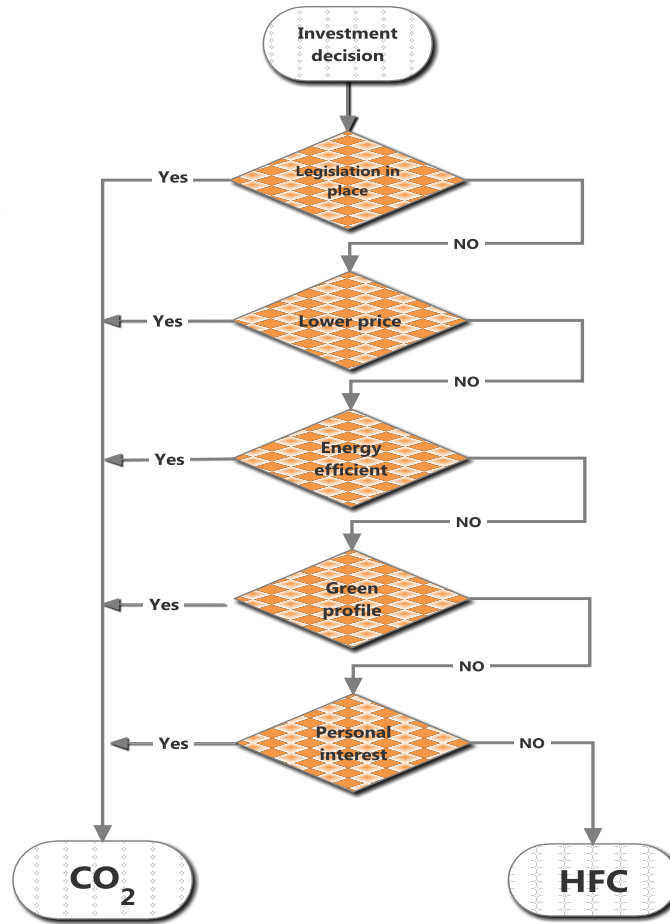 Investment
decision
Legislation in
place
Yes
NO
Lower price
Yes
NO
Energy
efficient
Yes
NO
Green
profile
Yes
NO
Personal
interest
Yes
NO
CO2
HFC